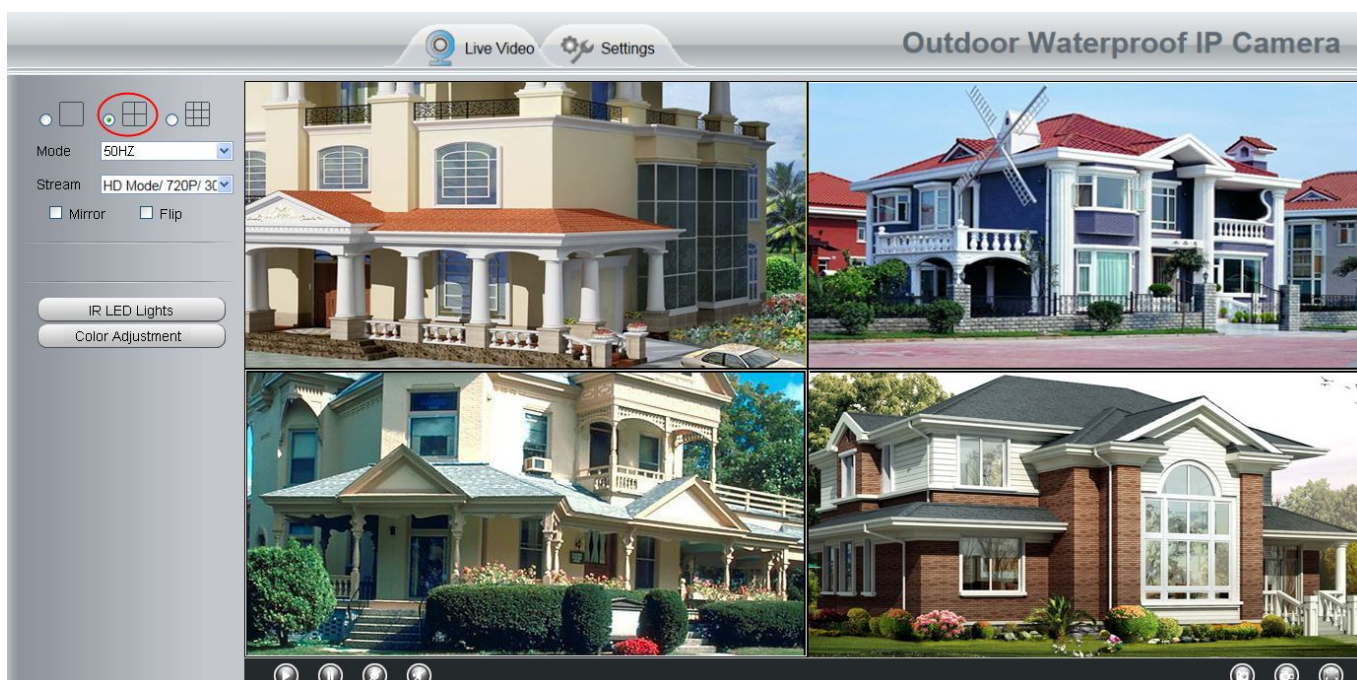 Live Video
Settings
Outdoor Waterproof IP Camera
Mode
50HZ
Stream
HD Mode/ 720P/ 30
Mirror
Flip
IR LED Lights
Color Adjustment